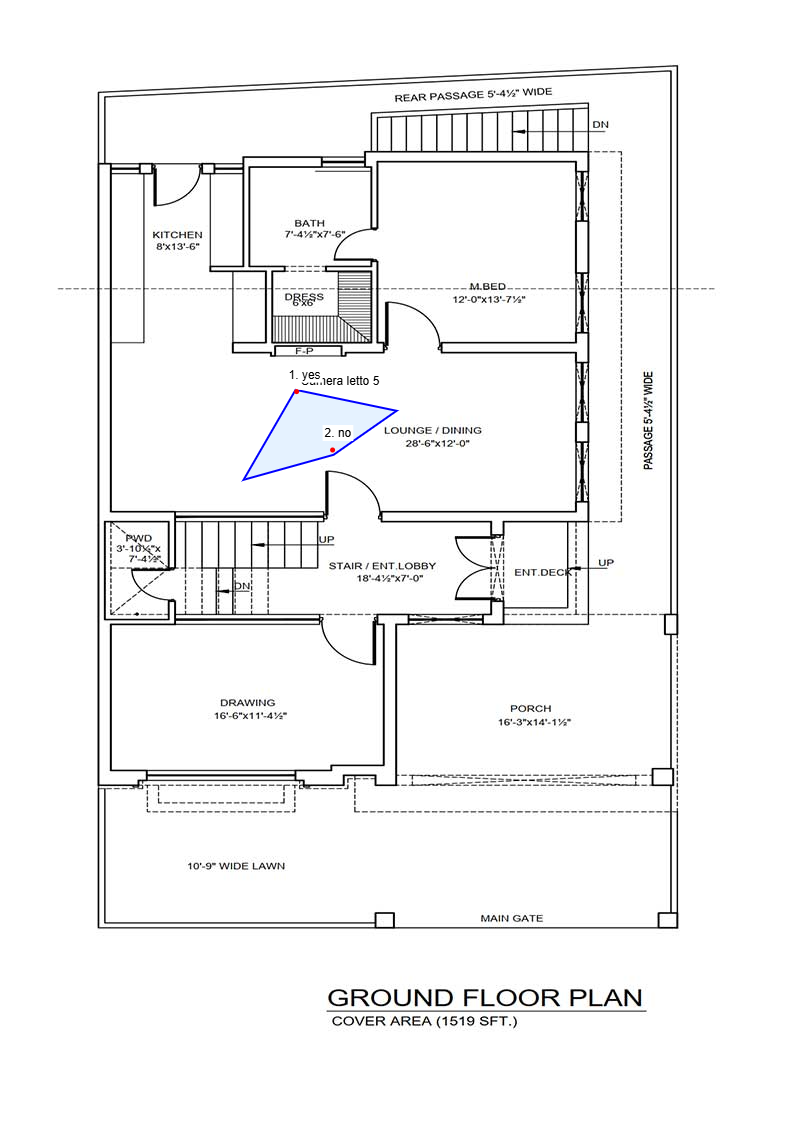 REAR PASSAGE 5'-4½" WIDE
DN
BATH
7'-4½"x7'-6"
KITCHEN
8'x13'-6"
M.BED
12'-0"x13'-7½"
DRESS
6'x6'
F-P
1. yes
Camera letto 5
PASSAGE 5'-4½" WIDE
2. no
LOUNGE / DINING
28'-6"x12'-0"
PWD
3'-10½"x
7'-4½"
UP
STAIR / ENT.LOBBY
18'-4½"x7'-0"
UP
ENT.DECK
DN
DRAWING
16'-6"x11'-4½"
PORCH
16'-3"x14'-1½"
10'-9" WIDE LAWN
MAIN GATE
GROUND FLOOR PLAN
COVER AREA (1519 SFT.)